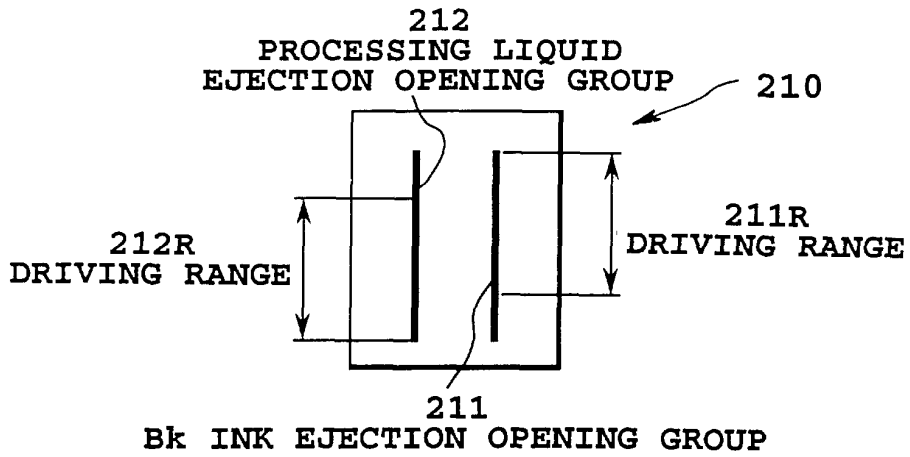 212
PROCESSING LIQUID
EJECTION OPENING GROUP
210
212R
DRIVING RANGE
211R
DRIVING RANGE
211
Bk INK EJECTION OPENING GROUP